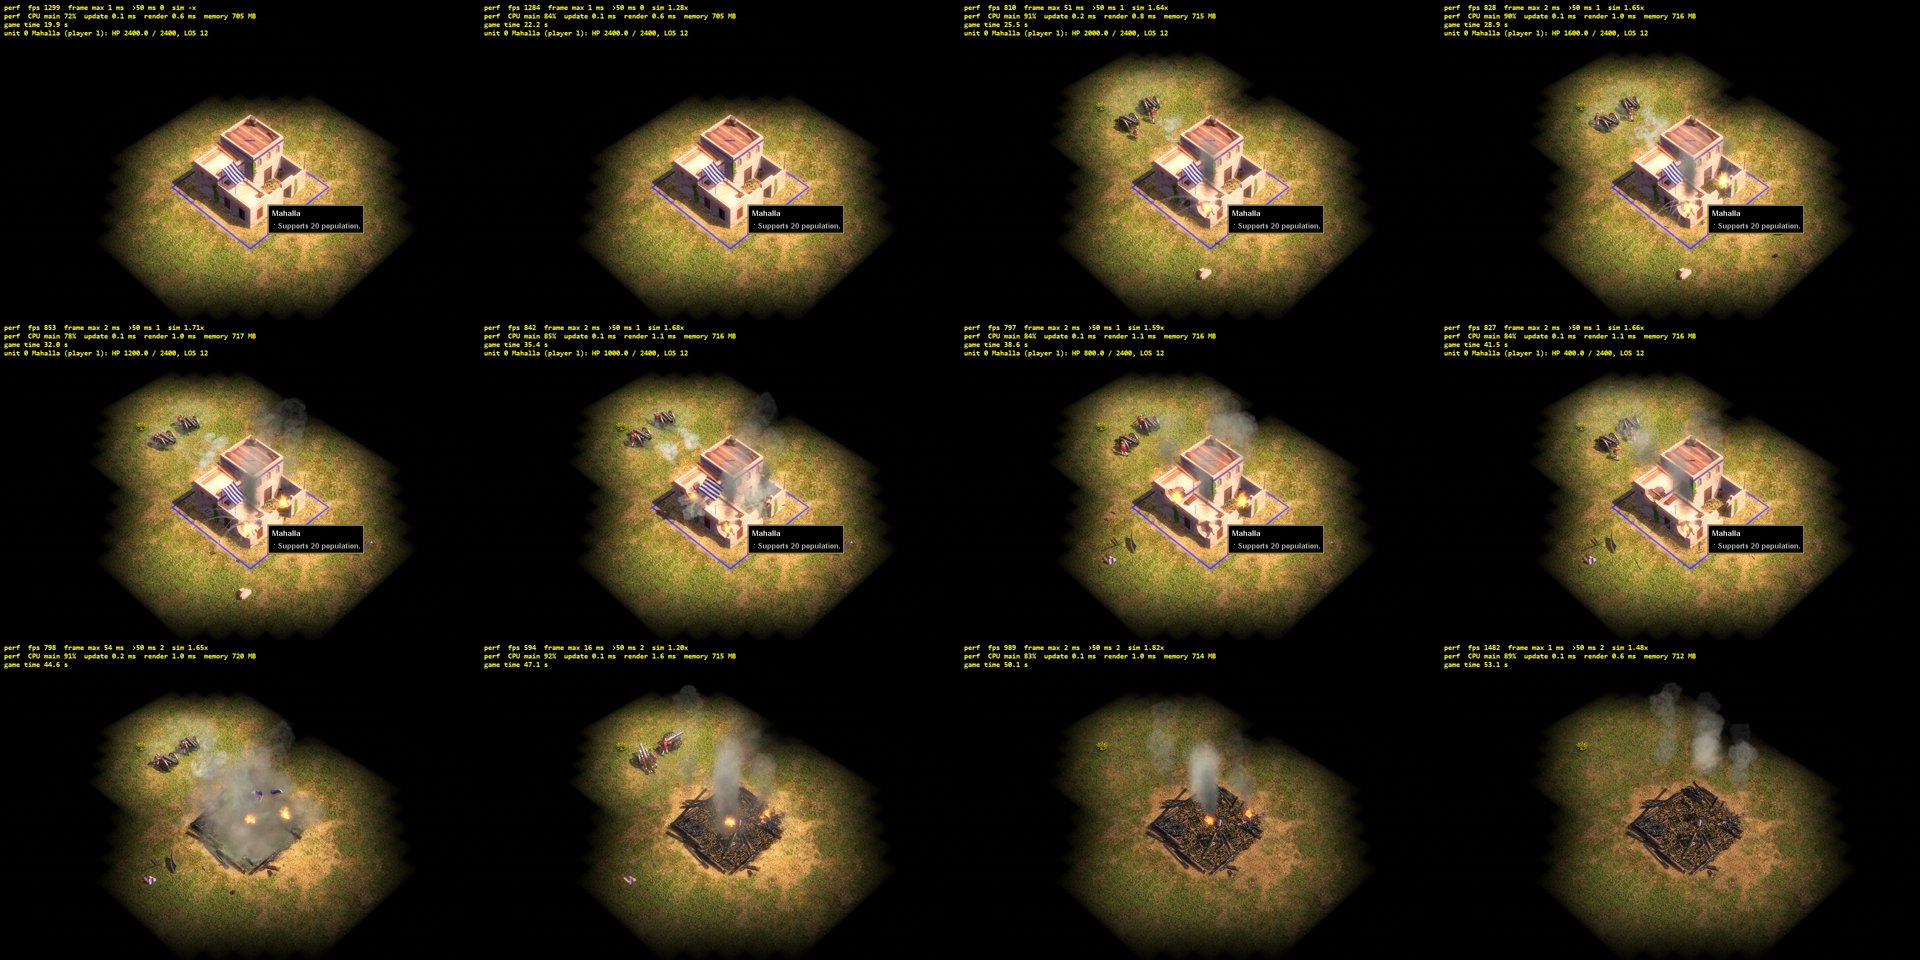 perf fps 1299 frame max 1 ms >50 ms 0 sim -x
perf CPU main 72% update 0.1 ms render 0.6 ms memory 705 MB
game time 19.9 s
unit 0 Mahalla (player 1): HP 2400.0 / 2400, LOS 12
Mahalla
· Supports 20 population.
perf fps 1284 frame max 1 ms >50 ms 0 sim 1.28x
perf CPU main 84% update 0.1 ms render 0.6 ms memory 705 MB
game time 22.2 s
unit 0 Mahalla (player 1): HP 2400.0 / 2400, LOS 12
Mahalla
· Supports 20 population.
perf fps 810 frame max 51 ms >50 ms 1 sim 1.64x
perf CPU main 91% update 0.2 ms render 0.8 ms memory 715 MB
game time 25.5 s
unit 0 Mahalla (player 1): HP 2000.0 / 2400, LOS 12
Mahalla
· Supports 20 population.
perf fps 828 frame max 2 ms >50 ms 1 sim 1.65x
perf CPU main 90% update 0.1 ms render 1.0 ms memory 716 MB
game time 28.9 s
unit 0 Mahalla (player 1): HP 1600.0 / 2400, LOS 12
Mahalla
· Supports 20 population.
perf fps 853 frame max 2 ms >50 ms 1 sim 1.71x
perf CPU main 78% update 0.1 ms render 1.0 ms memory 717 MB
game time 32.0 s
unit 0 Mahalla (player 1): HP 1200.0 / 2400, LOS 12
Mahalla
· Supports 20 population.
perf fps 842 frame max 2 ms >50 ms 1 sim 1.68x
perf CPU main 85% update 0.1 ms render 1.1 ms memory 716 MB
game time 35.4 s
unit 0 Mahalla (player 1): HP 1000.0 / 2400, LOS 12
Mahalla
· Supports 20 population.
perf fps 797 frame max 2 ms >50 ms 1 sim 1.59x
perf CPU main 84% update 0.1 ms render 1.1 ms memory 716 MB
game time 38.6 s
unit 0 Mahalla (player 1): HP 800.0 / 2400, LOS 12
Mahalla
· Supports 20 population.
perf fps 827 frame max 2 ms >50 ms 1 sim 1.66x
perf CPU main 84% update 0.1 ms render 1.1 ms memory 716 MB
game time 41.5 s
unit 0 Mahalla (player 1): HP 400.0 / 2400, LOS 12
Mahalla
· Supports 20 population.
perf fps 798 frame max 54 ms >50 ms 2 sim 1.65x
perf CPU main 91% update 0.2 ms render 1.0 ms memory 720 MB
game time 44.6 s
perf fps 594 frame max 16 ms >50 ms 2 sim 1.20x
perf CPU main 92% update 0.1 ms render 1.6 ms memory 715 MB
game time 47.1 s
perf fps 989 frame max 2 ms >50 ms 2 sim 1.82x
perf CPU main 83% update 0.1 ms render 1.0 ms memory 714 MB
game time 50.1 s
perf fps 1482 frame max 1 ms >50 ms 2 sim 1.48x
perf CPU main 89% update 0.1 ms render 0.6 ms memory 712 MB
game time 53.1 s